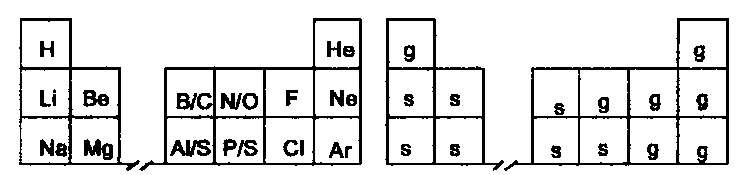 H He g g
Li Be B/C N/O F Ne s s s g g g
Na Mg Al/S P/S Cl Ar s s s s g g